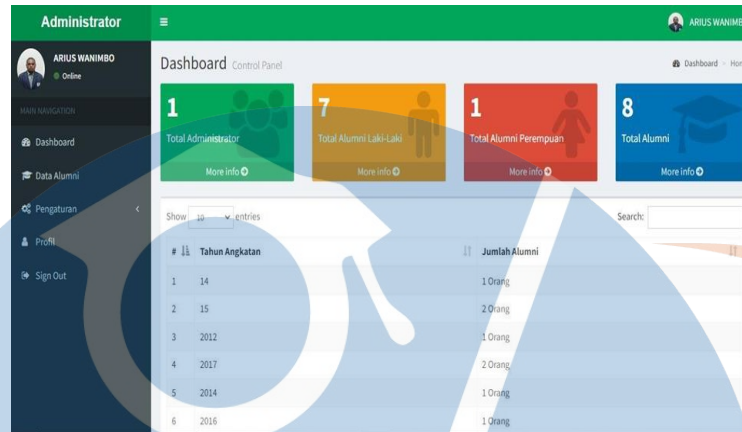 Administrator
ARIUS WANIMB
ARIUS WANIMBO
Online
Dashboard Control Panel
Dashboard > Hom
MAIN NAVIGATION
Dashboard
Data Alumni
Pengaturan
Profil
Sign Out
1
Total Administrator
More info
7
Total Alumni Laki-Laki
More info
1
Total Alumni Perempuan
More info
8
Total Alumni
More info
Show 10 entries
Search:
# Tahun Angkatan Jumlah Alumni
1 14 1 Orang
2 15 2 Orang
3 2012 1 Orang
4 2017 2 Orang
5 2014 1 Orang
6 2016 1 Orang